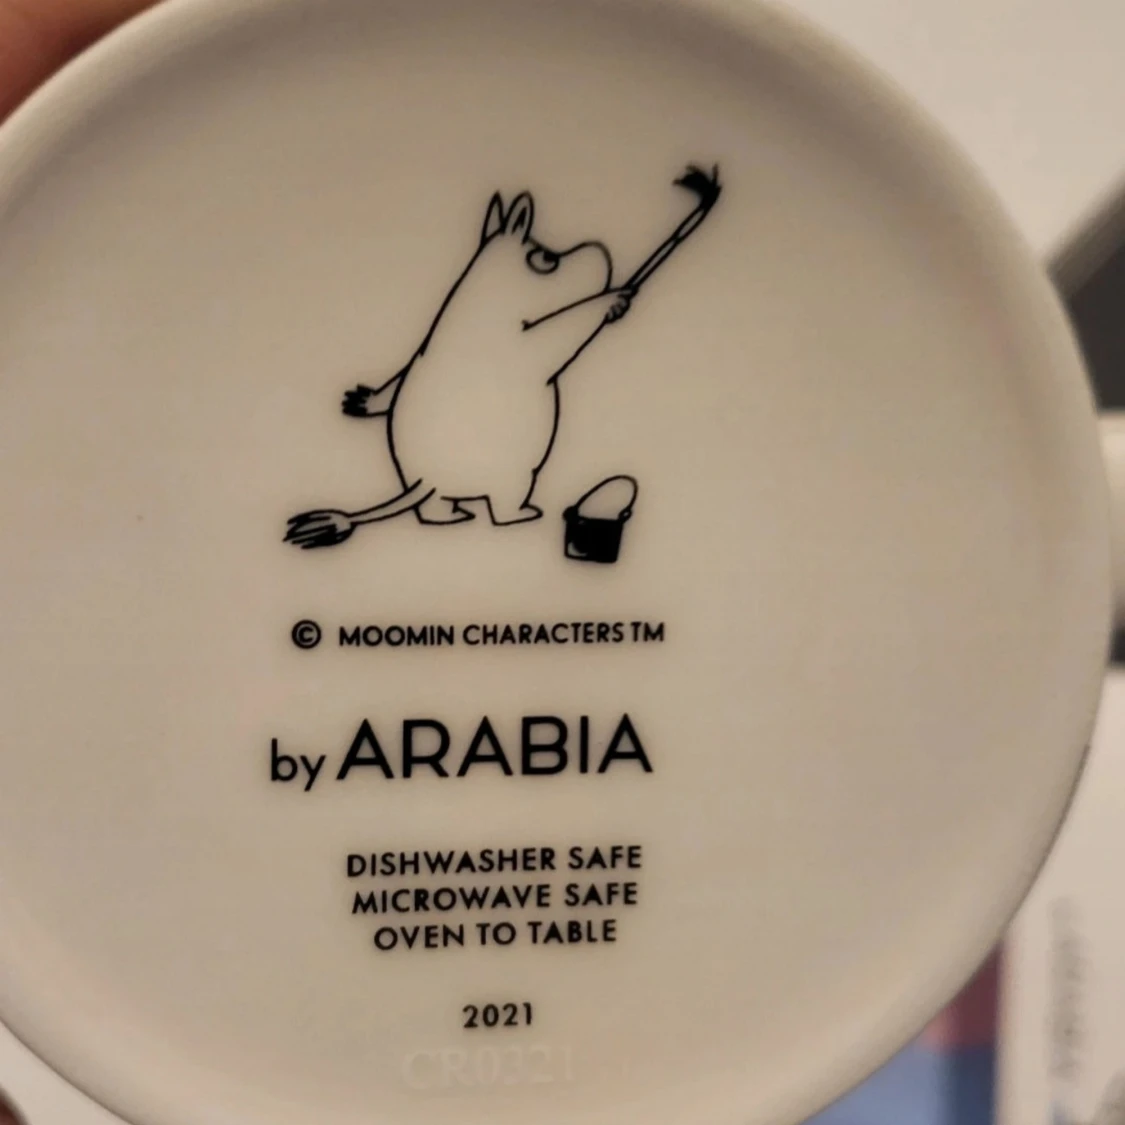 © MOOMIN CHARACTERS TM
by ARABIA
DISHWASHER SAFE
MICROWAVE SAFE
OVEN TO TABLE
2021
CR0321